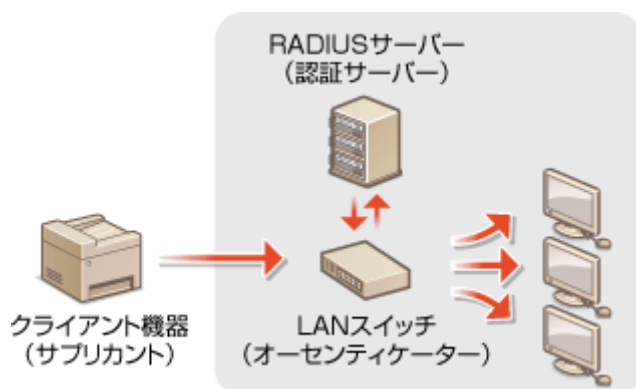 RADIUSサーバー
(認証サーバー)
クライアント機器
(サプリカント)
LANスイッチ
(オーセンティケーター)